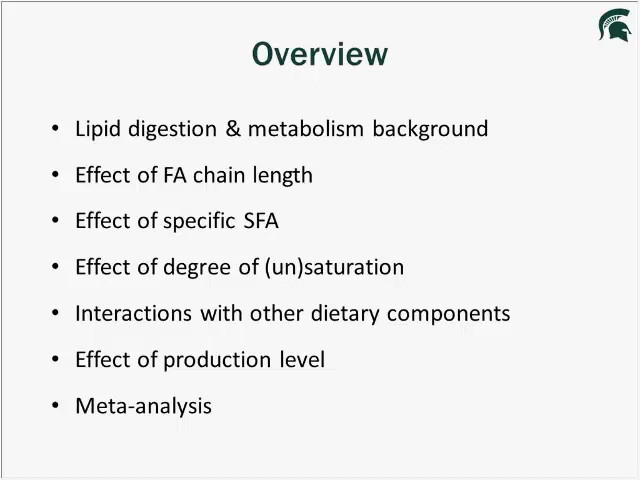 Overview
• Lipid digestion & metabolism background
• Effect of FA chain length
• Effect of specific SFA
• Effect of degree of (un)saturation
• Interactions with other dietary components
• Effect of production level
• Meta-analysis